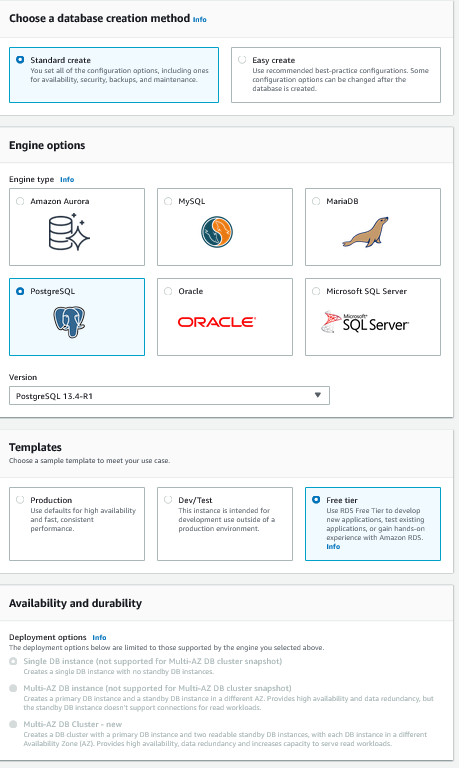 Choose a database creation method Info
Standard create
You set all of the configuration options, including ones
for availability, security, backups, and maintenance.
Easy create
Use recommended best-practice configurations. Some
configuration options can be changed after the
database is created.
Engine options
Engine type Info
Amazon Aurora
MySQL
MariaDB
PostgreSQL
Oracle
ORACLE
Microsoft SQL Server
Microsoft
SQL Server
Version
PostgreSQL 13.4-R1
Templates
Choose a sample template to meet your use case.
Production
Use defaults for high availability
and fast, consistent
performance.
Dev/Test
This instance is intended for
development use outside of a
production environment.
Free tier
Use RDS Free Tier to develop
new applications, test existing
applications, or gain hands-on
experience with Amazon RDS.
Info
Availability and durability
Deployment options Info
The deployment options below are limited to those supported by the engine you selected above.
Single DB instance (not supported for Multi-AZ DB cluster snapshot)
Creates a single DB instance with no standby DB instances.
Multi-AZ DB instance (not supported for Multi-AZ DB cluster snapshot)
Creates a primary DB instance and a standby DB instance in a different AZ. Provides high availability and data redundancy, but
the standby DB instance doesn't support connections for read workloads.
Multi-AZ DB Cluster - new
Creates a DB cluster with a primary DB instance and two readable standby DB instances, with each DB instance in a different
Availability Zone (AZ). Provides high availability, data redundancy and increases capacity to serve read workloads.